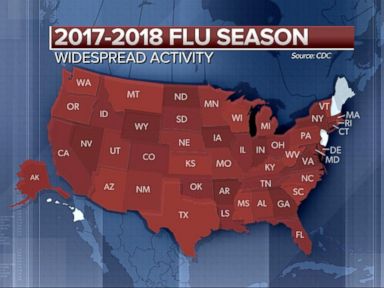 2017-2018 FLU SEASON
WIDESPREAD ACTIVITY
Source: CDC
WA
MT
ND
MN
VT
MA
RI
CT
OR
ID
SD
WI
MI
NY
WY
NE
IA
PA
NV
UT
CO
KS
MO
IL
IN
OH
WV
VA
DE
MD
KY
CA
AZ
NM
OK
AR
TN
NC
SC
AK
TX
LS
MS
AL
GA
FL